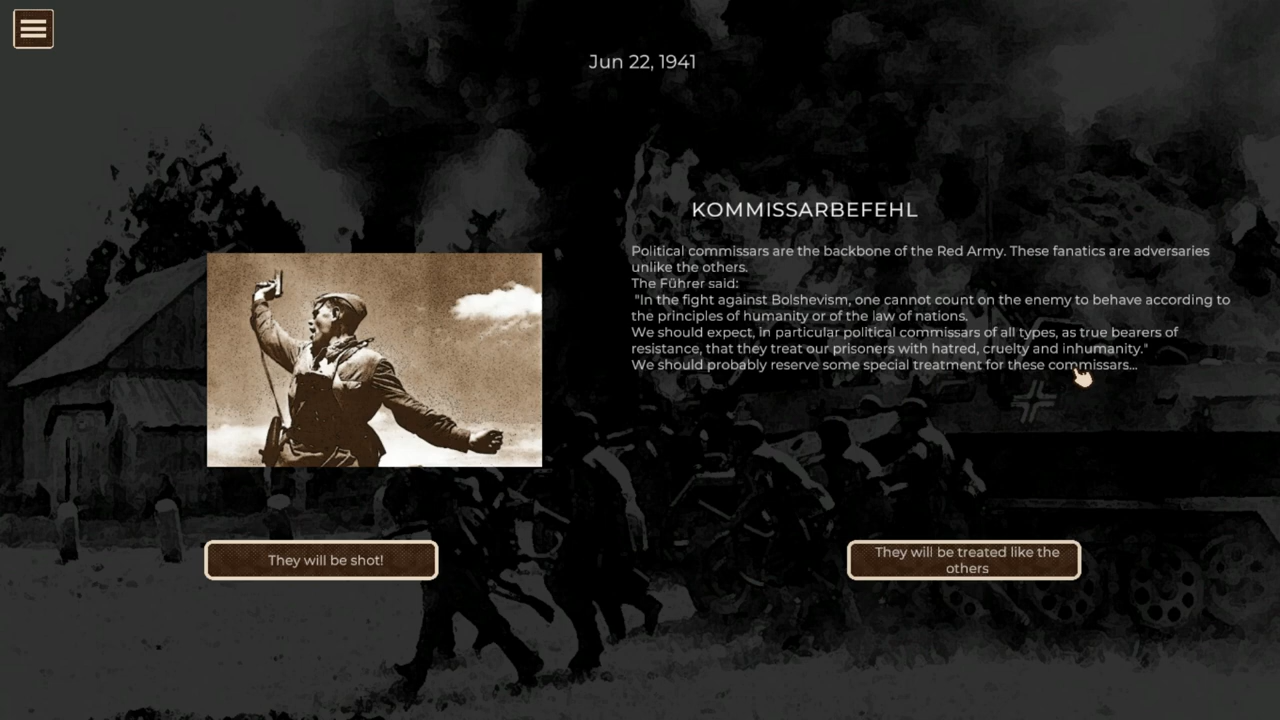 Jun 22, 1941
KOMMISSARBEFEHL
Political commissars are the backbone of the Red Army. These fanatics are adversaries
unlike the others.
The Führer said:
"In the fight against Bolshevism, one cannot count on the enemy to behave according to
the principles of humanity or of the law of nations.
We should expect, in particular political commissars of all types, as true bearers of
resistance, that they treat our prisoners with hatred, cruelty and inhumanity."
We should probably reserve some special treatment for these commissars...
They will be shot!
They will be treated like the
others